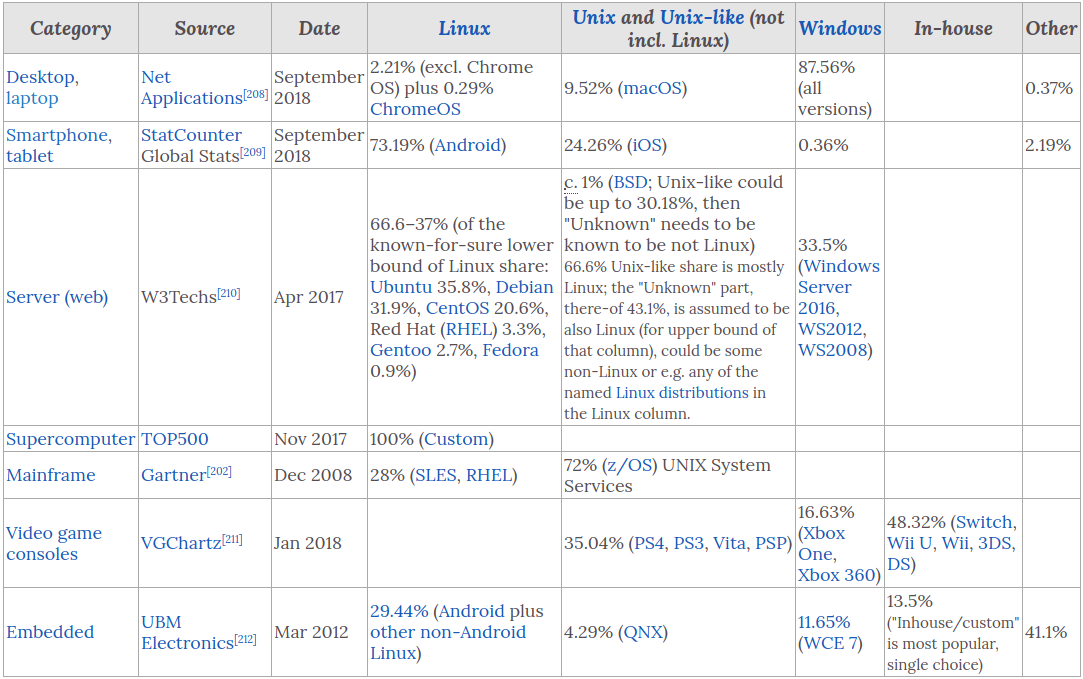 Category Source Date Linux Unix and Unix-like (not incl. Linux) Windows In-house Other
Desktop, laptop
Net Applications[208]
September 2018
2.21% (excl. Chrome
OS) plus 0.29%
ChromeOS
9.52% (macOS)
87.56%
(all
versions)
0.37%
Smartphone,
tablet
StatCounter
Global Stats[209]
September
2018
73.19% (Android)
24.26% (iOS)
0.36%
2.19%
Server (web)
W3Techs[210]
Apr 2017
66.6–37% (of the
known-for-sure lower
bound of Linux share:
Ubuntu 35.8%, Debian
31.9%, CentOS 20.6%,
Red Hat (RHEL) 3.3%,
Gentoo 2.7%, Fedora
0.9%)
c. 1% (BSD; Unix-like could
be up to 30.18%, then
"Unknown" needs to be
known to be not Linux)
66.6% Unix-like share is mostly
Linux; the "Unknown" part,
there-of 43.1%, is assumed to be
also Linux (for upper bound of
that column), could be some
non-Linux or e.g. any of the
named Linux distributions in
the Linux column.
33.5%
(Windows
Server
2016,
WS2012,
WS2008)
Supercomputer
TOP500
Nov 2017
100% (Custom)
Mainframe
Gartner[202]
Dec 2008
28% (SLES, RHEL)
72% (z/OS) UNIX System
Services
Video game
consoles
VGChartz[211]
Jan 2018
35.04% (PS4, PS3, Vita, PSP)
16.63%
(Xbox
One,
Xbox 360)
48.32% (Switch,
Wii U, Wii, 3DS,
DS)
Embedded
UBM
Electronics[212]
Mar 2012
29.44% (Android plus
other non-Android
Linux)
4.29% (QNX)
11.65%
(WCE 7)
13.5%
("Inhouse/custom"
is most popular,
single choice)
41.1%